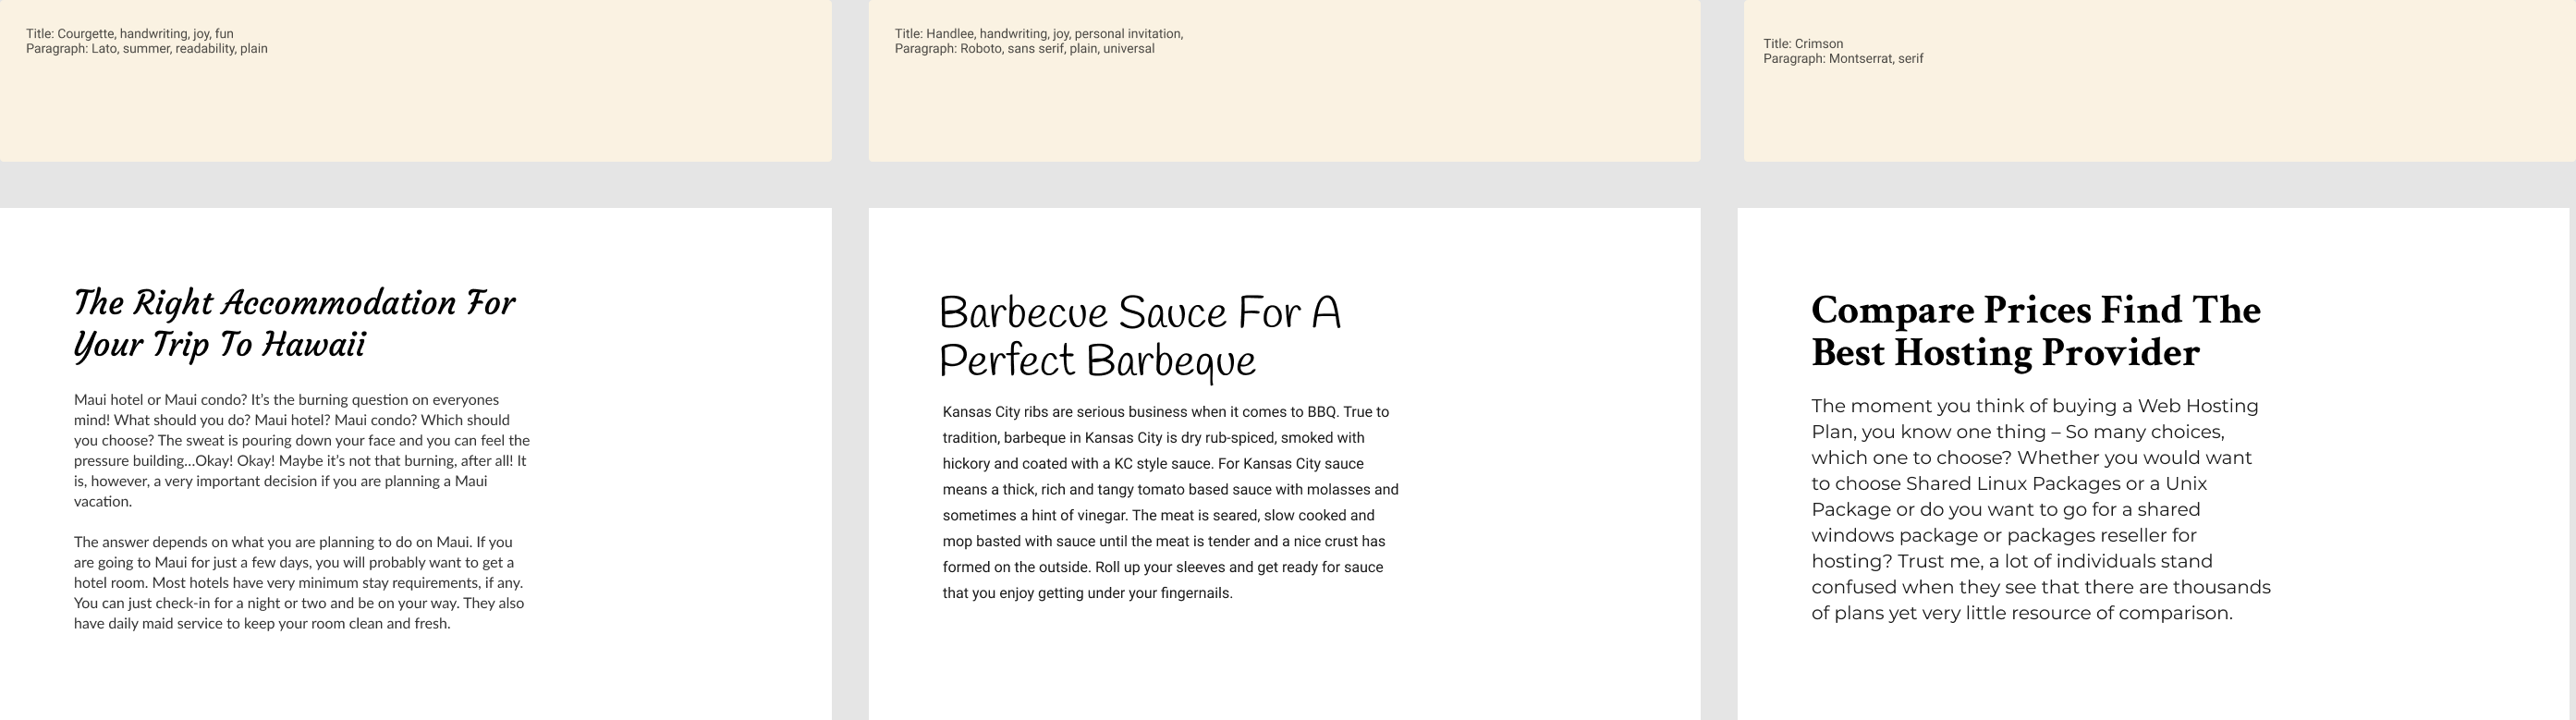 Title: Courgette, handwriting, joy, fun
Paragraph: Lato, summer, readability, plain
Title: Handlee, handwriting, joy, personal invitation,
Paragraph: Roboto, sans serif, plain, universal
Title: Crimson
Paragraph: Montserrat, serif
The Right Accommodation For
Your Trip To Hawaii
Maui hotel or Maui condo? It’s the burning question on everyones
mind! What should you do? Maui hotel? Maui condo? Which should
you choose? The sweat is pouring down your face and you can feel the
pressure building...Okay! Okay! Maybe it’s not that burning, after all! It
is, however, a very important decision if you are planning a Maui
vacation.
The answer depends on what you are planning to do on Maui. If you
are going to Maui for just a few days, you will probably want to get a
hotel room. Most hotels have very minimum stay requirements, if any.
You can just check-in for a night or two and be on your way. They also
have daily maid service to keep your room clean and fresh.
Barbecue Sauce For A
Perfect Barbeque
Kansas City ribs are serious business when it comes to BBQ. True to
tradition, barbeque in Kansas City is dry rub-spiced, smoked with
hickory and coated with a KC style sauce. For Kansas City sauce
means a thick, rich and tangy tomato based sauce with molasses and
sometimes a hint of vinegar. The meat is seared, slow cooked and
mop basted with sauce until the meat is tender and a nice crust has
formed on the outside. Roll up your sleeves and get ready for sauce
that you enjoy getting under your fingernails.
Compare Prices Find The
Best Hosting Provider
The moment you think of buying a Web Hosting
Plan, you know one thing – So many choices,
which one to choose? Whether you would want
to choose Shared Linux Packages or a Unix
Package or do you want to go for a shared
windows package or packages reseller for
hosting? Trust me, a lot of individuals stand
confused when they see that there are thousands
of plans yet very little resource of comparison.